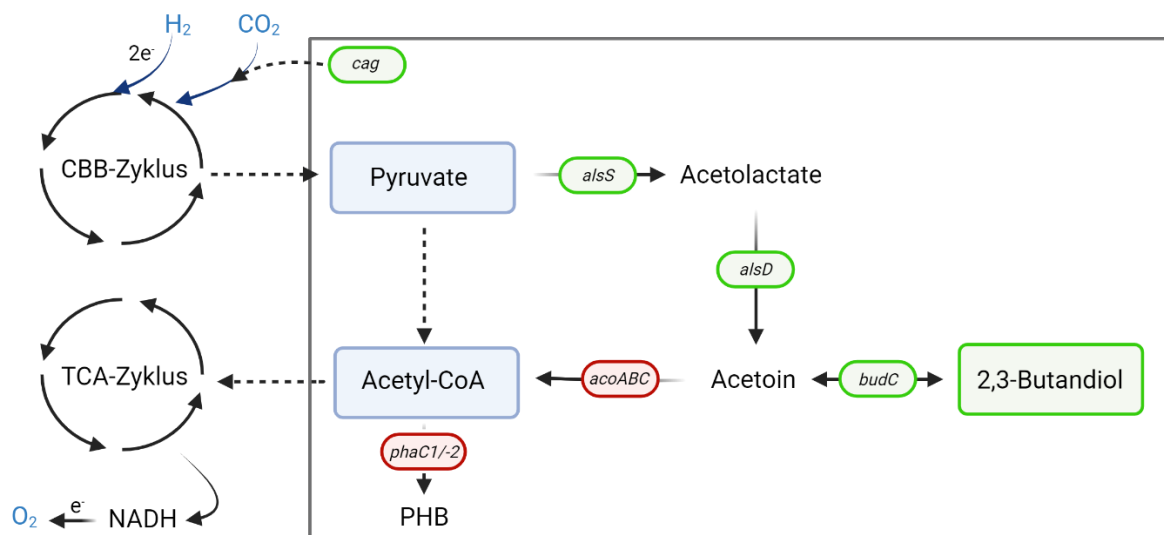 H₂
CO₂
2e⁻
cag
CBB-Zyklus
Pyruvate
alsS
Acetolactate
alsD
TCA-Zyklus
Acetyl-CoA
acoABC
Acetoin
budC
2,3-Butandiol
phaC1/-2
O₂
e⁻
NADH
PHB